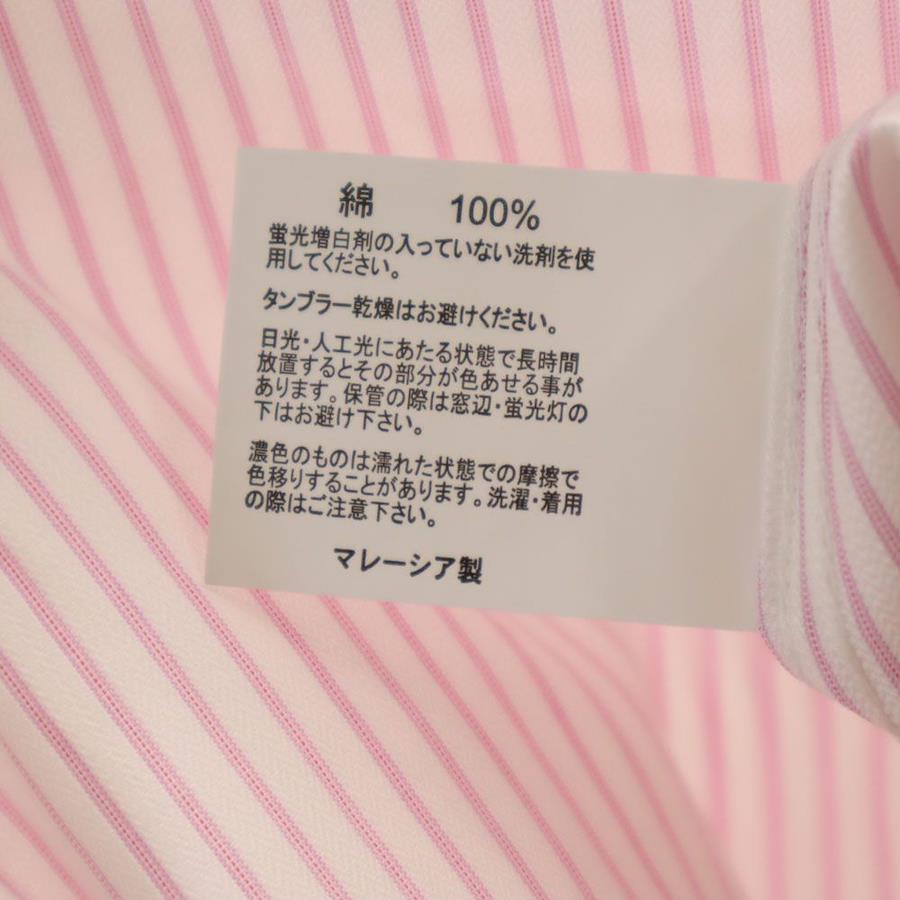 綿 100%
蛍光増白剤の入っていない洗剤を使
用してください。
タンブラー乾燥はお避けください。
日光・人工光にあたる状態で長時間
放置するとその部分が色あせる事が
あります。保管の際は窓辺・蛍光灯の
下はお避け下さい。
濃色のものは濡れた状態での摩擦で
色移りすることがあります。洗濯・着用
の際はご注意下さい。
マレーシア製